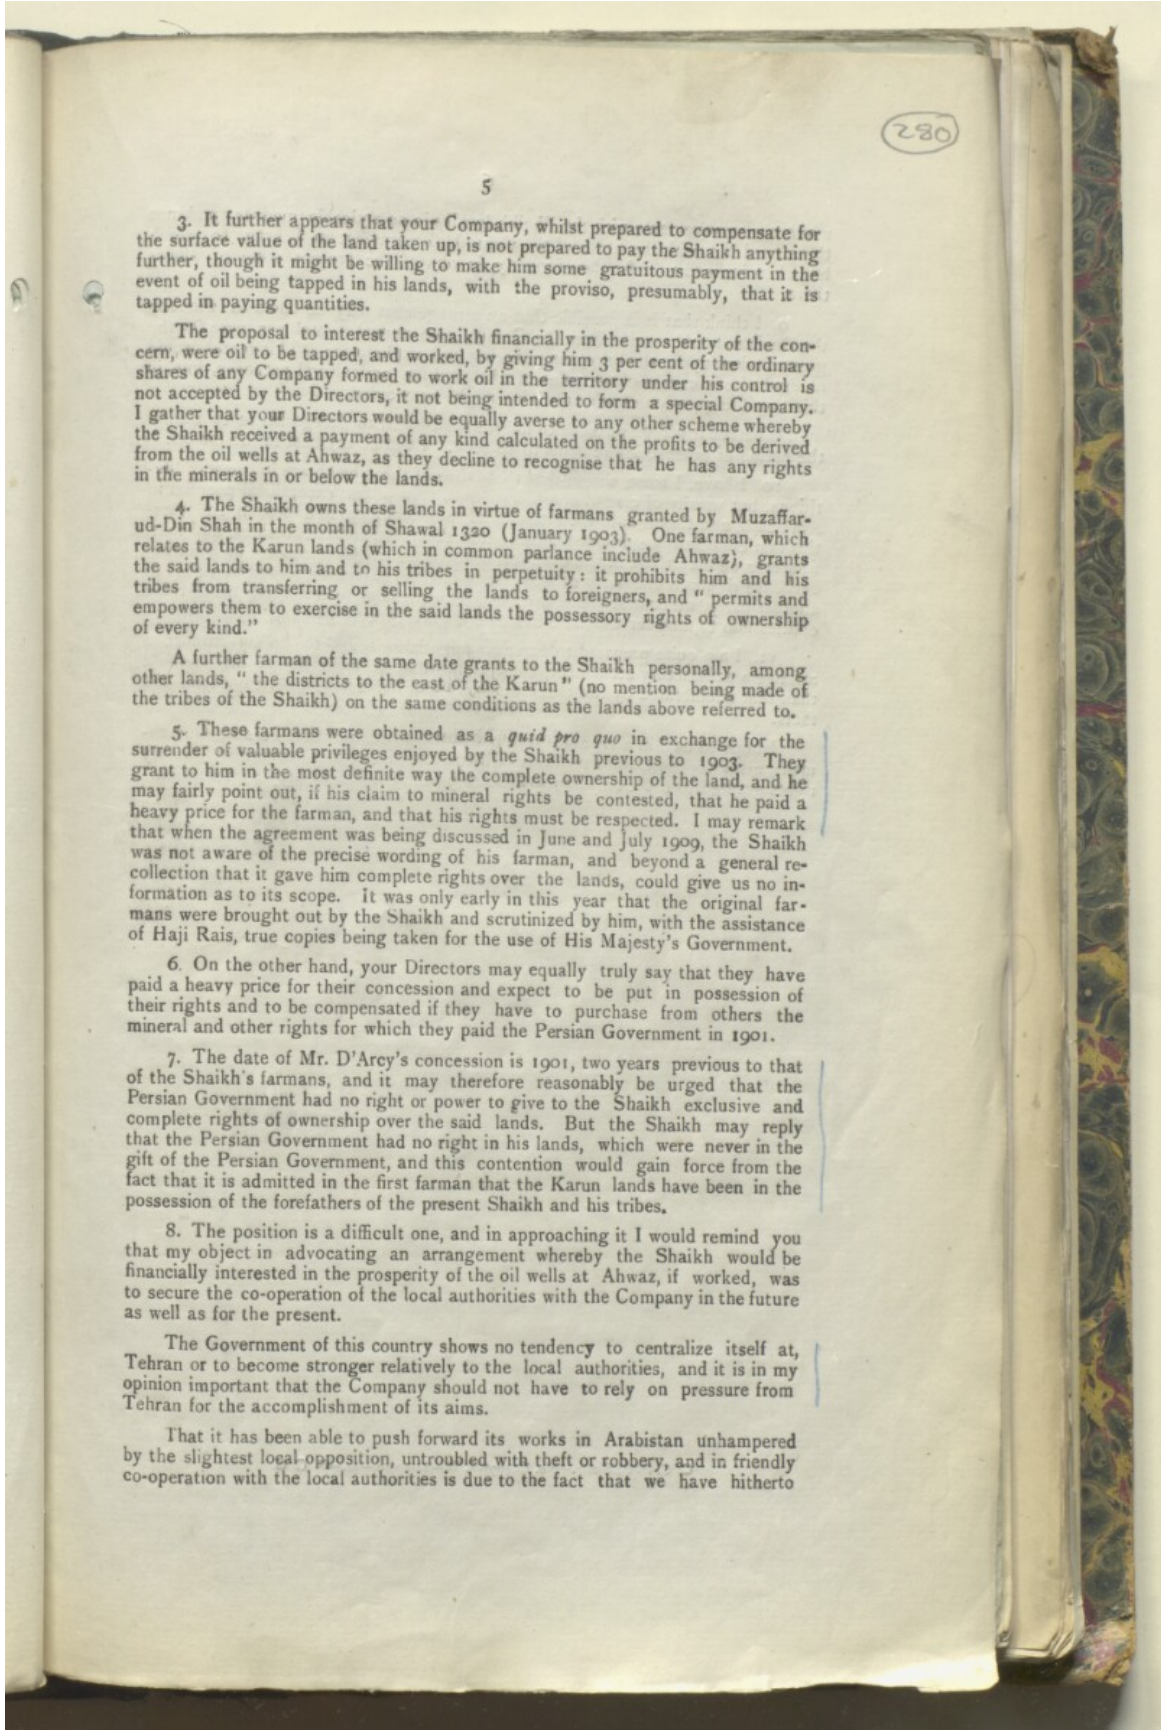 280
5
3. It further appears that your Company, whilst prepared to compensate for
the surface value of the land taken up, is not prepared to pay the Shaikh anything
further, though it might be willing to make him some gratuitous payment in the
event of oil being tapped in his lands, with the proviso, presumably, that it is
tapped in paying quantities.
The proposal to interest the Shaikh financially in the prosperity of the con-
cern, were oil to be tapped, and worked, by giving him 3 per cent of the ordinary
shares of any Company formed to work oil in the territory under his control is
not accepted by the Directors, it not being intended to form a special Company.
I gather that your Directors would be equally averse to any other scheme whereby
the Shaikh received a payment of any kind calculated on the profits to be derived
from the oil wells at Ahwaz, as they decline to recognise that he has any rights
in the minerals in or below the lands.
4. The Shaikh owns these lands in virtue of farmans granted by Muzaffar-
ud-Din Shah in the month of Shawal 1320 (January 1903). One farman, which
relates to the Karun lands (which in common parlance include Ahwaz), grants
the said lands to him and to his tribes in perpetuity: it prohibits him and his
tribes from transferring or selling the lands to foreigners, and " permits and
empowers them to exercise in the said lands the possessory rights of ownership
of every kind."
A further farman of the same date grants to the Shaikh personally, among
other lands, " the districts to the east of the Karun" (no mention being made of
the tribes of the Shaikh) on the same conditions as the lands above referred to.
5. These farmans were obtained as a quid pro quo in exchange for the
surrender of valuable privileges enjoyed by the Shaikh previous to 1903. They
grant to him in the most definite way the complete ownership of the land, and he
may fairly point out, if his claim to mineral rights be contested, that he paid a
heavy price for the farman, and that his rights must be respected. I may remark
that when the agreement was being discussed in June and July 1909, the Shaikh
was not aware of the precise wording of his farman, and beyond a general re-
collection that it gave him complete rights over the lands, could give us no in-
formation as to its scope. It was only early in this year that the original far-
mans were brought out by the Shaikh and scrutinized by him, with the assistance
of Haji Rais, true copies being taken for the use of His Majesty's Government.
6. On the other hand, your Directors may equally truly say that they have
paid a heavy price for their concession and expect to be put in possession of
their rights and to be compensated if they have to purchase from others the
mineral and other rights for which they paid the Persian Government in 1901.
7. The date of Mr. D'Arcy's concession is 1901, two years previous to that
of the Shaikh's farmans, and it may therefore reasonably be urged that the
Persian Government had no right or power to give to the Shaikh exclusive and
complete rights of ownership over the said lands. But the Shaikh may reply
that the Persian Government had no right in his lands, which were never in the
gift of the Persian Government, and this contention would gain force from the
fact that it is admitted in the first farman that the Karun lands have been in the
possession of the forefathers of the present Shaikh and his tribes.
8. The position is a difficult one, and in approaching it I would remind you
that my object in advocating an arrangement whereby the Shaikh would be
financially interested in the prosperity of the oil wells at Ahwaz, if worked, was
to secure the co-operation of the local authorities with the Company in the future
as well as for the present.
The Government of this country shows no tendency to centralize itself at,
Tehran or to become stronger relatively to the local authorities, and it is in my
opinion important that the Company should not have to rely on pressure from
Tehran for the accomplishment of its aims.
That it has been able to push forward its works in Arabistan unhampered
by the slightest local opposition, untroubled with theft or robbery, and in friendly
co-operation with the local authorities is due to the fact that we have hitherto